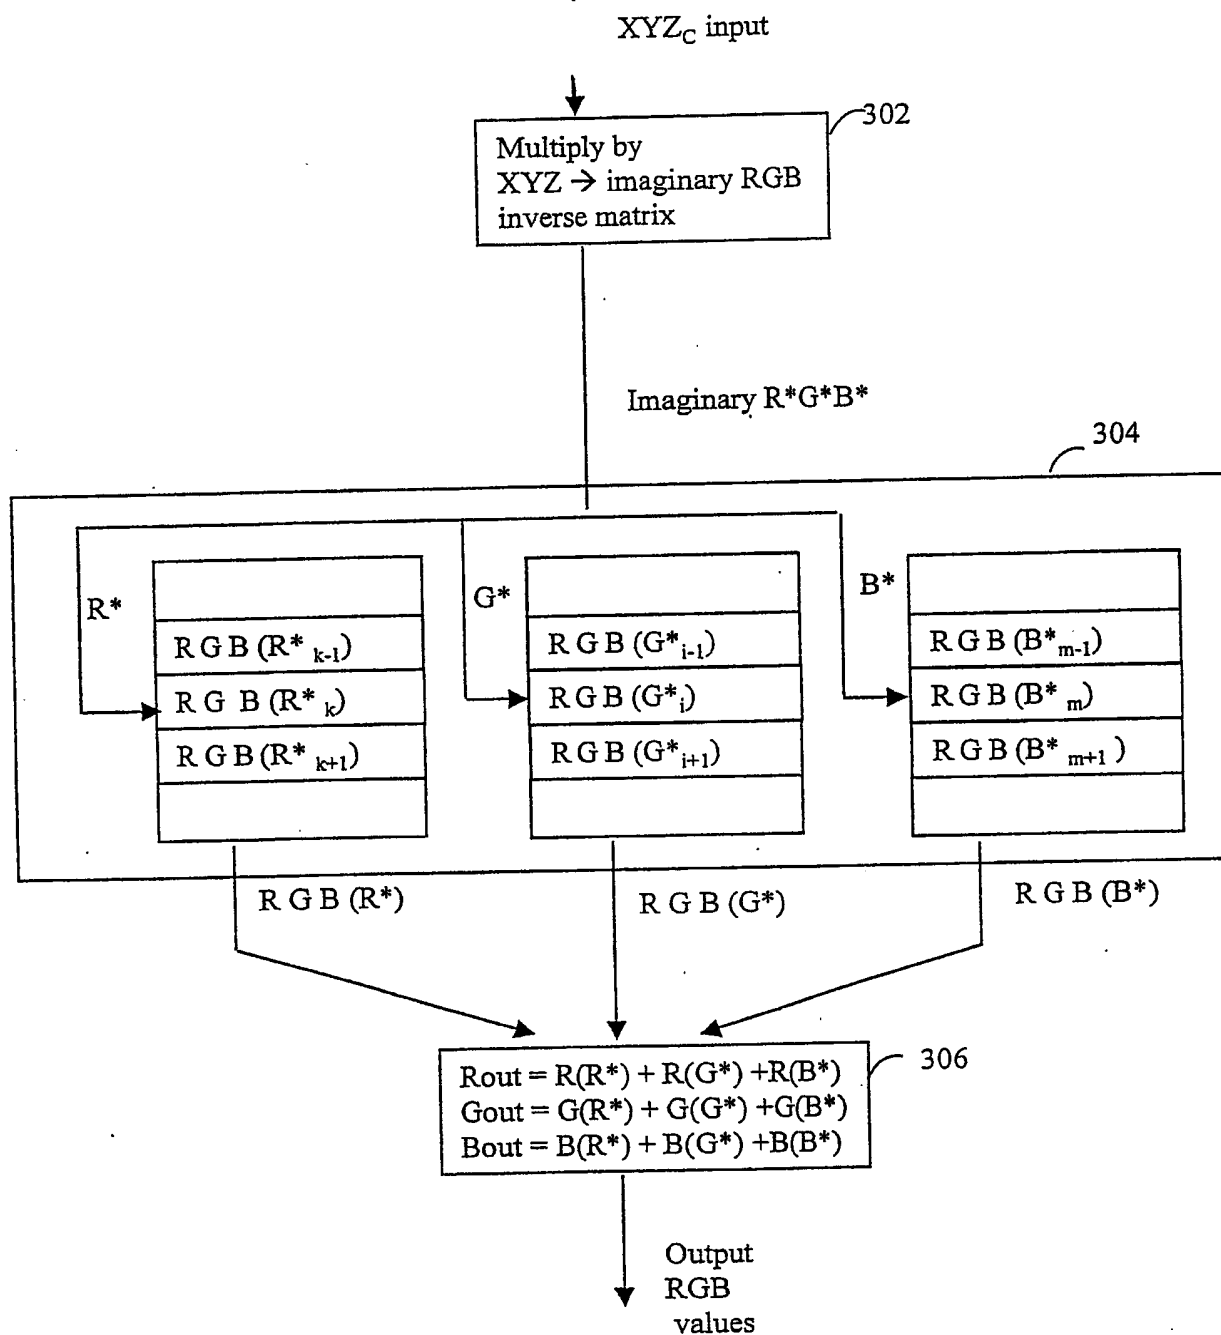 XYZC input
302
Multiply by
XYZ → imaginary RGB
inverse matrix
Imaginary R*G*B*
304
R*
G*
B*
R G B (R* k-1)
R G B (R* k)
R G B (R* k+1)
R G B (G*i-1)
R G B (G*i)
R G B (G*i+1)
R G B (B* m-1)
R G B (B* m)
R G B (B* m+1 )
R G B (R*)
R G B (G*)
R G B (B*)
306
Rout = R(R*) + R(G*) +R(B*)
Gout = G(R*) + G(G*) +G(B*)
Bout = B(R*) + B(G*) +B(B*)
Output
RGB
values